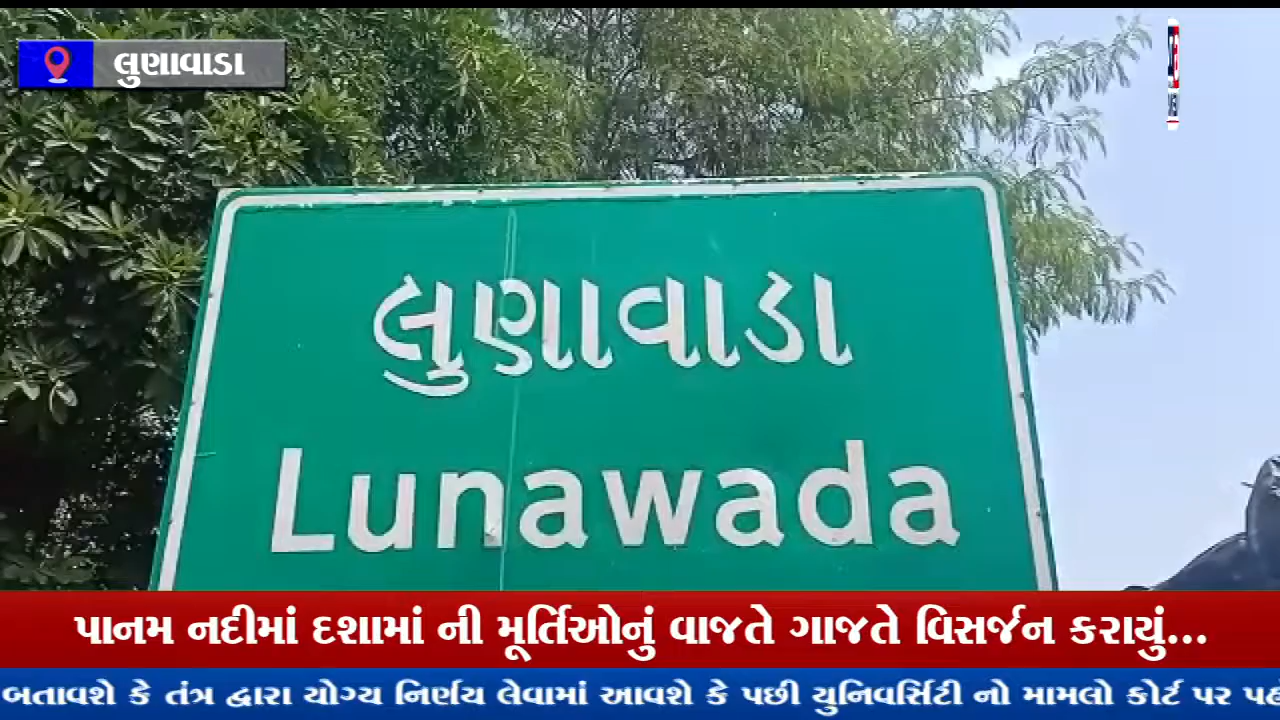 લુણાવાડા
લુણાવાડા
Lunawada
પાનમ નદીમાં દશામાં ની મૂર્તિઓનું વાજતે ગાજતે વિસર્જન કરાયું...
બતાવશે કે તંત્ર દ્વારા યોગ્ય નિર્ણય લેવામાં આવશે કે પછી યુનિવર્સિટી નો મામલો કોર્ટ પર